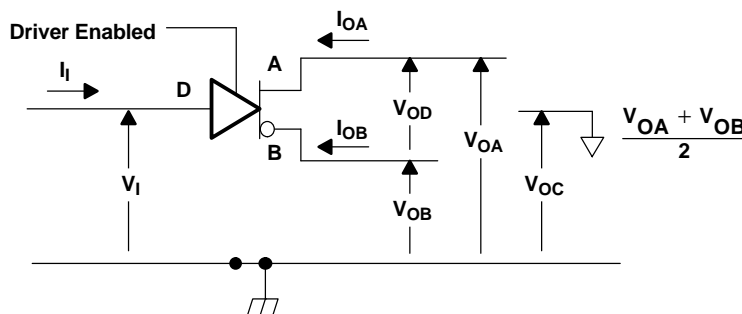 Driver Enabled
I_OA
I_I
D
A
V_OD
V_OA
V_OA + V_OB
2
I_OB
B
V_I
V_OB
V_OC